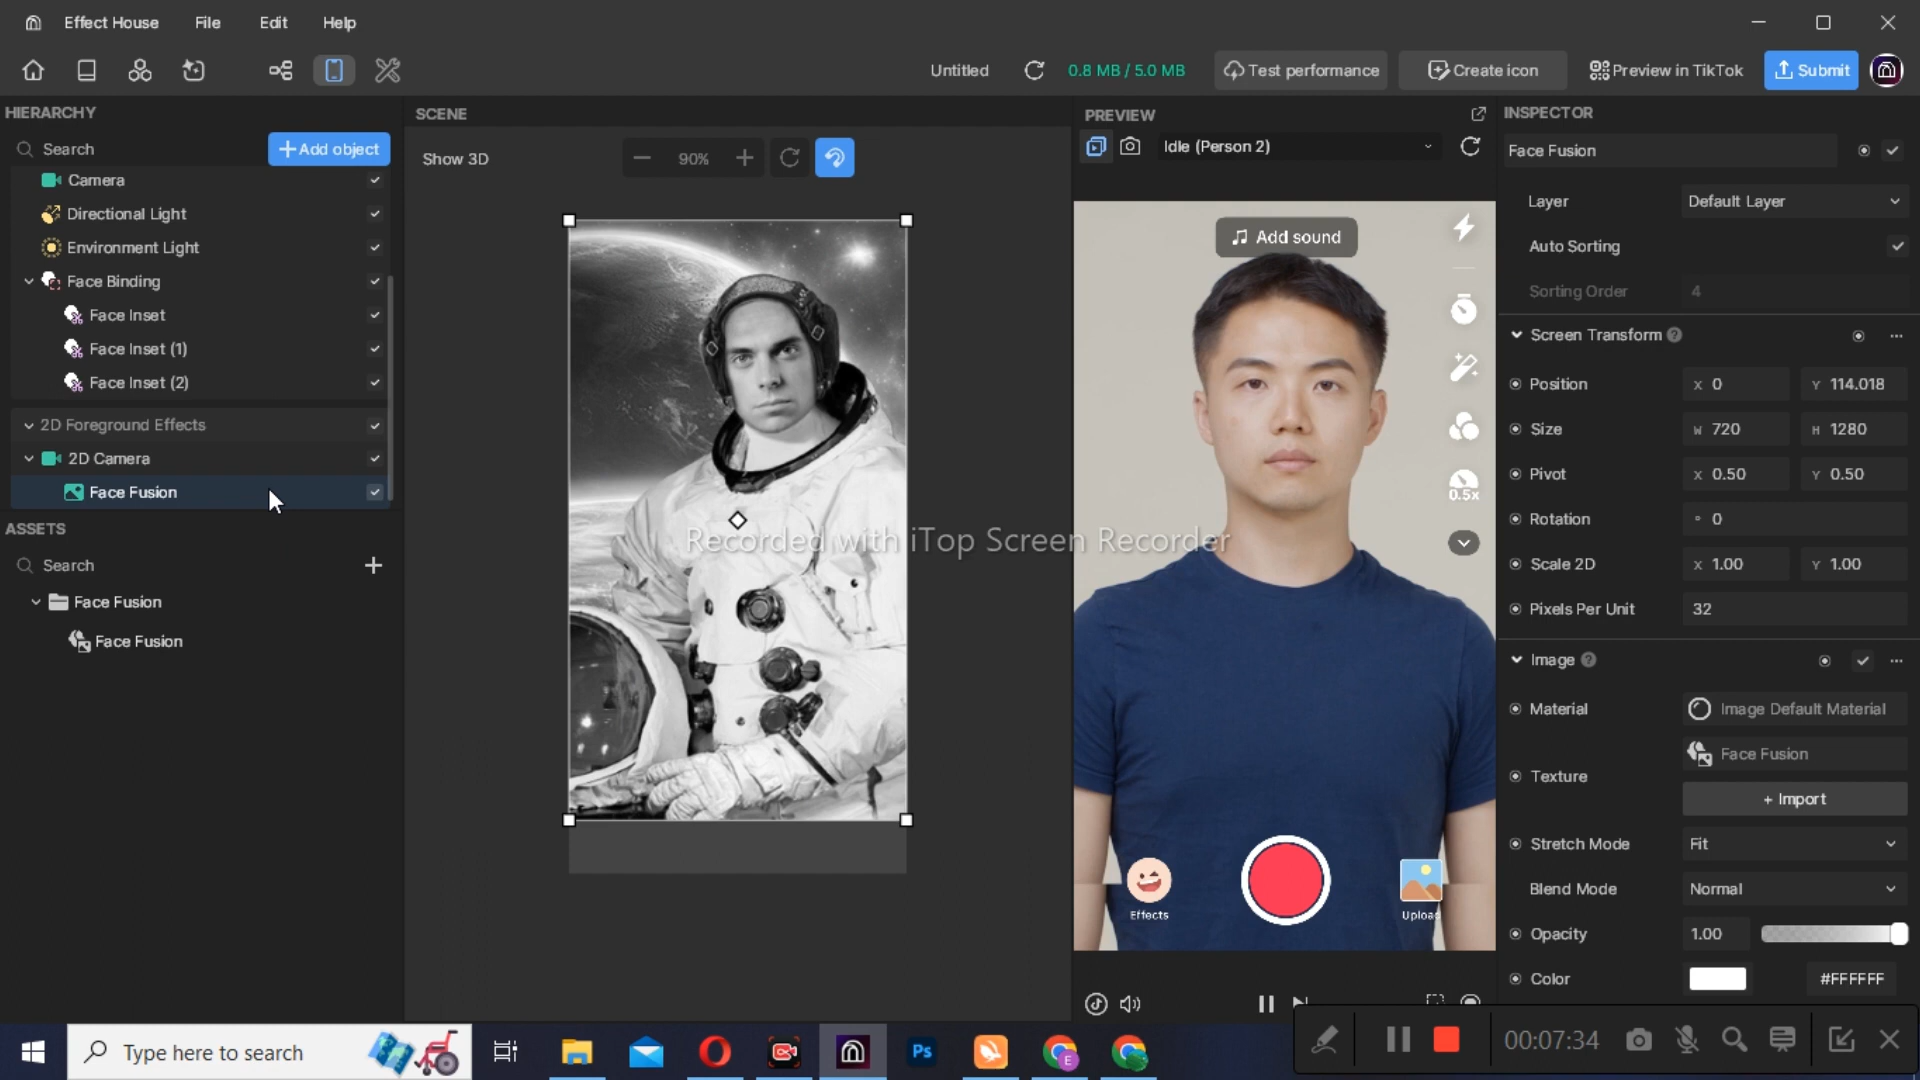 Effect House
File
Edit
Help
Untitled
0.8 MB / 5.0 MB
Test performance
Create icon
Preview in TikTok
Submit
HIERARCHY
Search
Add object
Camera
Directional Light
Environment Light
Face Binding
Face Inset
Face Inset (1)
Face Inset (2)
2D Foreground Effects
2D Camera
Face Fusion
ASSETS
Search
Face Fusion
Face Fusion
SCENE
Show 3D
90%
Recorded with iTop Screen Recorder
PREVIEW
Idle (Person 2)
Add sound
0.5x
Effects
Upload
INSPECTOR
Face Fusion
Layer
Default Layer
Auto Sorting
Sorting Order
4
Screen Transform
Position
X 0
Y 114.018
Size
W 720
H 1280
Pivot
X 0.50
Y 0.50
Rotation
° 0
Scale 2D
X 1.00
Y 1.00
Pixels Per Unit
32
Image
Material
Image Default Material
Texture
Face Fusion
+ Import
Stretch Mode
Fit
Blend Mode
Normal
Opacity
1.00
Color
#FFFFFF
Type here to search
Ps
E
00:07:34